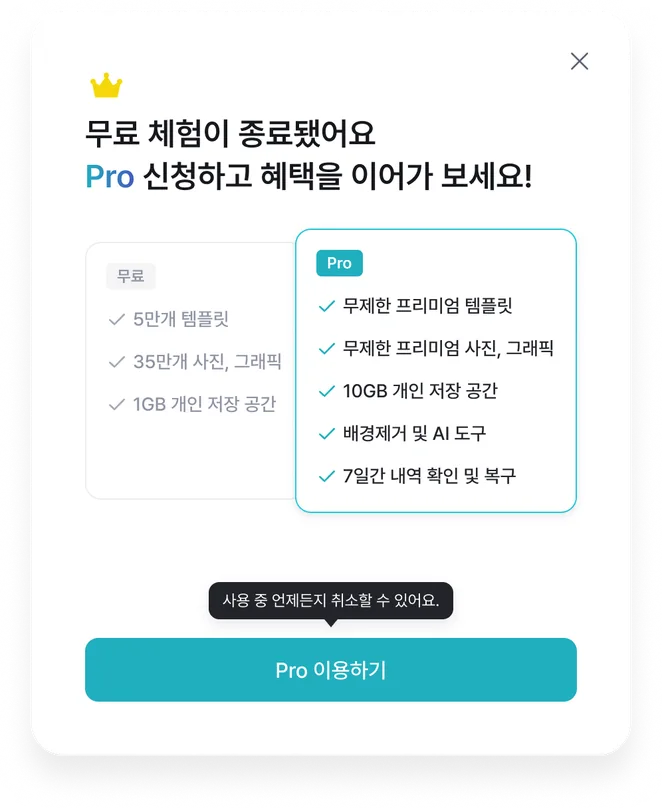 무료 체험이 종료됐어요
Pro 신청하고 혜택을 이어가 보세요!
무료
5만개 템플릿
35만개 사진, 그래픽
1GB 개인 저장 공간
Pro
무제한 프리미엄 템플릿
무제한 프리미엄 사진, 그래픽
10GB 개인 저장 공간
배경제거 및 AI 도구
7일간 내역 확인 및 복구
사용 중 언제든지 취소할 수 있어요.
Pro 이용하기